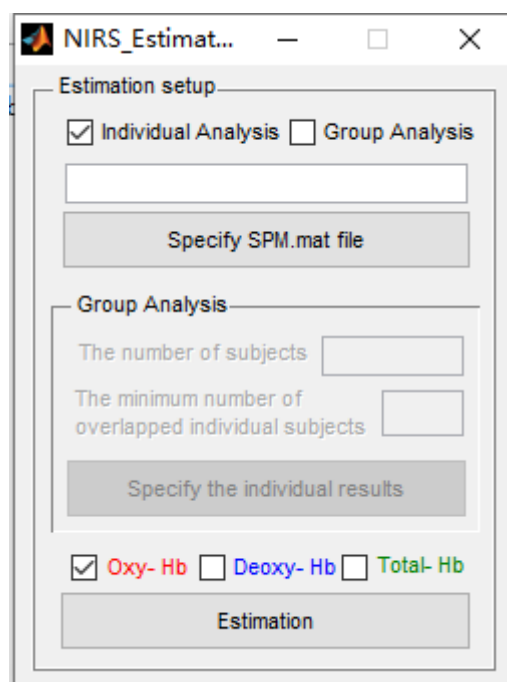 NIRS_Estimat...
Estimation setup
Individual Analysis Group Analysis
Specify SPM.mat file
Group Analysis
The number of subjects
The minimum number of
overlapped individual subjects
Specify the individual results
Oxy- Hb Deoxy- Hb Total- Hb
Estimation